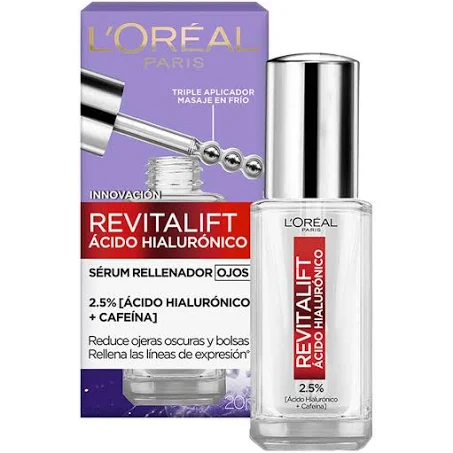 L'ORÉAL
PARIS
TRIPLE APLICADOR
MASAJE EN FRÍO
INNOVACIÓN
REVITALIFT
ÁCIDO HIALURÓNICO
SÉRUM RELLENADOR OJOS
2.5% [ÁCIDO HIALURÓNICO
+ CAFEÍNA]
Reduce ojeras oscuras y bolsas
Rellena las líneas de expresión*
L'ORÉAL
PARIS
REVITALIFT
ÁCIDO HIALURÓNICO
2.5%
[Ácido Hialurónico
+ Cafeína]